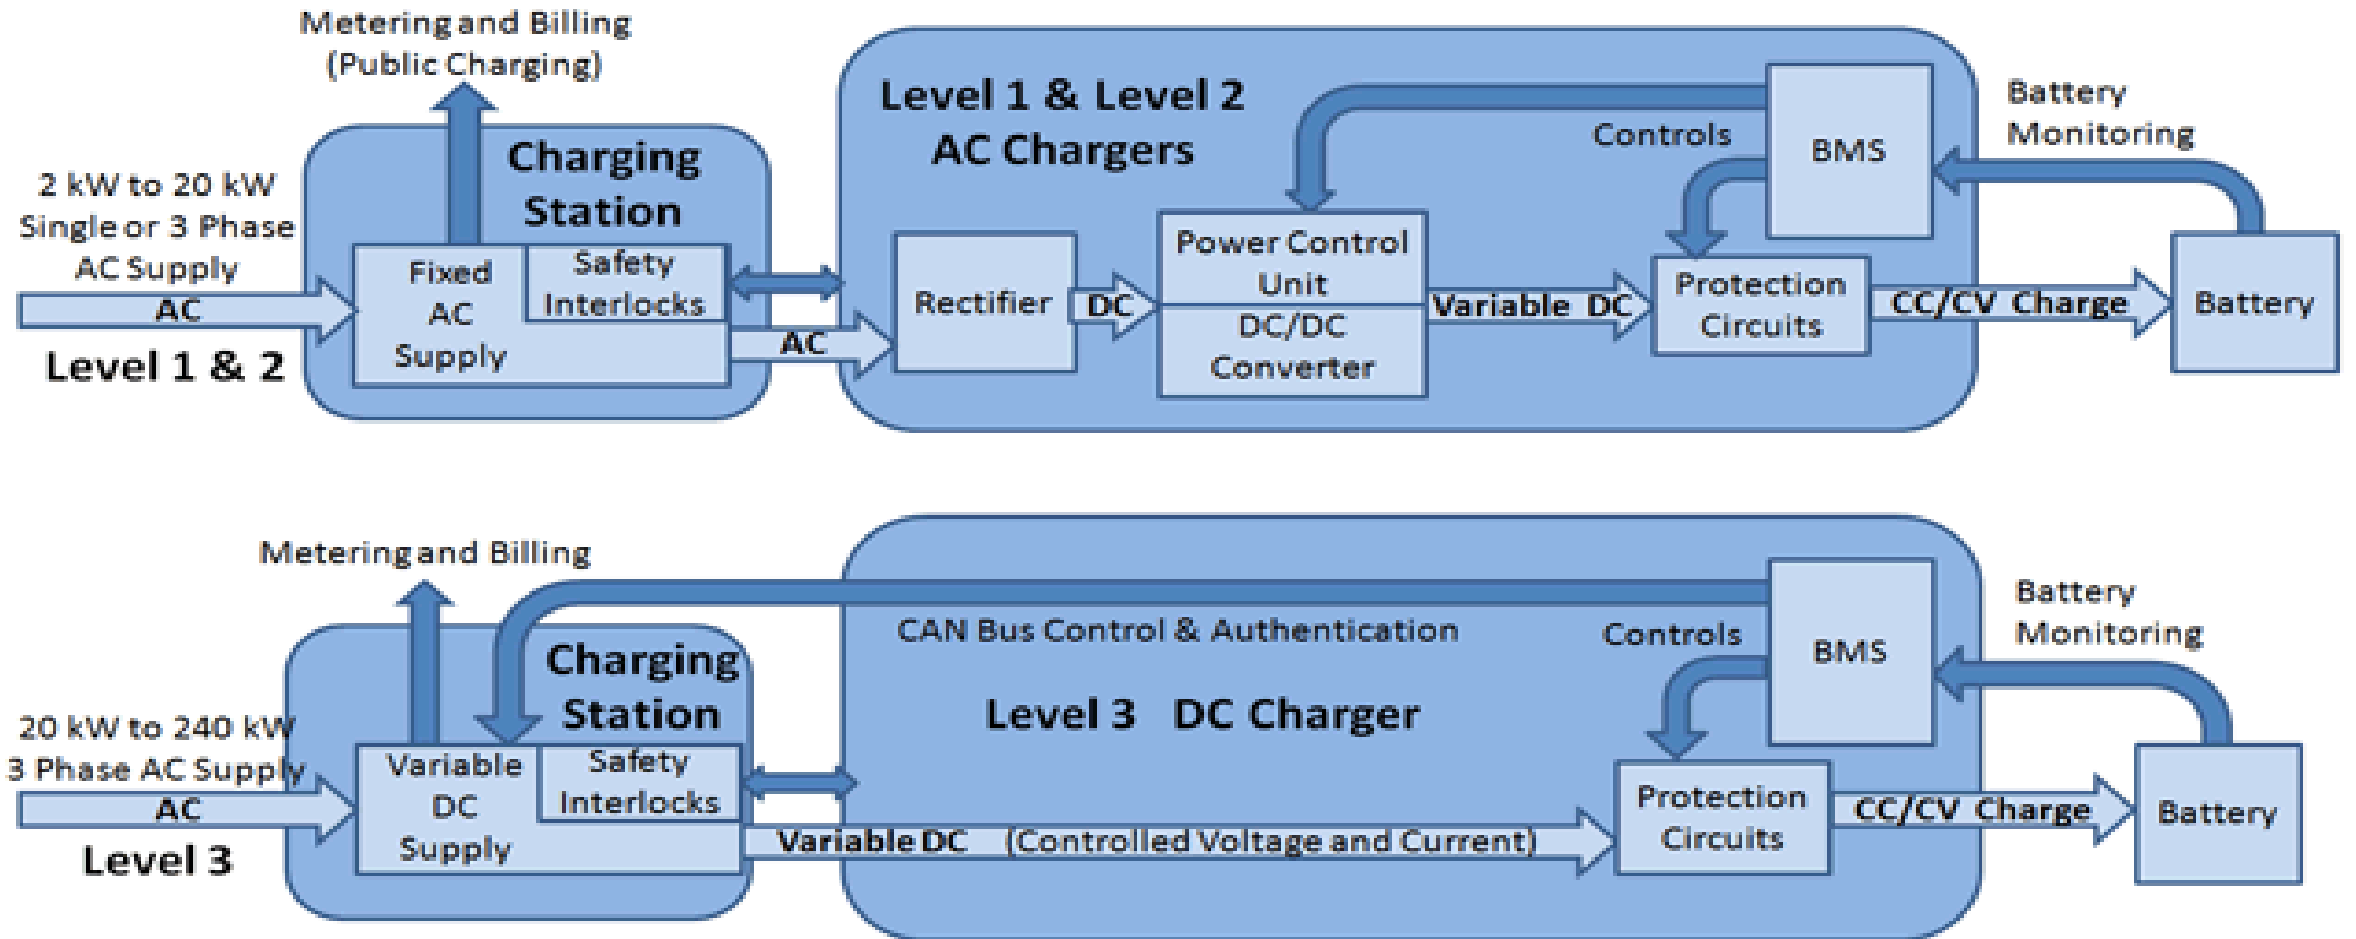 Metering and Billing
(Public Charging)
Level 1 & Level 2
AC Chargers
Charging
Station
2 kW to 20 kW
Single or 3 Phase
AC Supply
AC
Level 1 & 2
Fixed
AC
Supply
Safety
Interlocks
AC
Rectifier
DC
Power Control
Unit
DC/DC
Converter
Variable DC
Controls
BMS
Protection
Circuits
Battery
Monitoring
CC/CV Charge
Battery
Metering and Billing
Charging
Station
20 kW to 240 kW
3 Phase AC Supply
AC
Level 3
Variable
DC
Supply
Safety
Interlocks
CAN Bus Control & Authentication
Level 3 DC Charger
Variable DC (Controlled Voltage and Current)
Controls
BMS
Protection
Circuits
Battery
Monitoring
CC/CV Charge
Battery